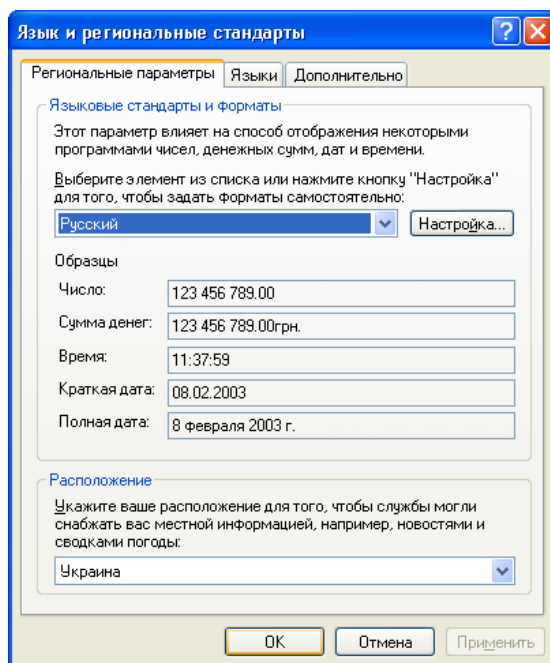 Язык и региональные стандарты
Региональные параметры Языки Дополнительно
Языковые стандарты и форматы
Этот параметр влияет на способ отображения некоторыми
программами чисел, денежных сумм, дат и времени.
Выберите элемент из списка или нажмите кнопку "Настройка"
для того, чтобы задать форматы самостоятельно:
Русский Настройка...
Образцы
Число: 123 456 789.00
Сумма денег: 123 456 789.00грн.
Время: 11:37:59
Краткая дата: 08.02.2003
Полная дата: 8 февраля 2003 г.
Расположение
Укажите ваше расположение для того, чтобы службы могли
снабжать вас местной информацией, например, новостями и
сводками погоды:
Украина
OK Отмена Применить